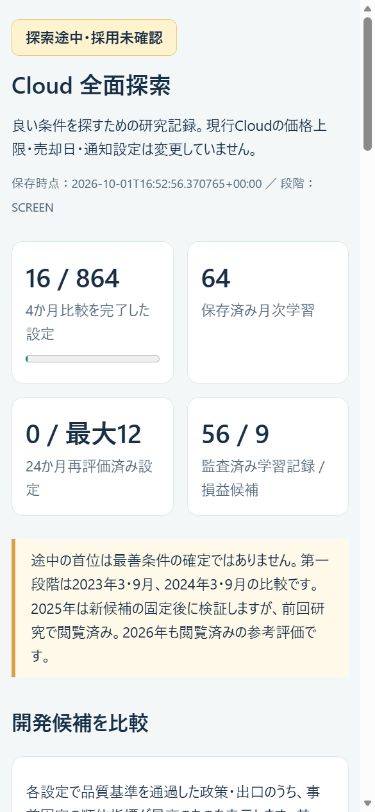 探索途中・採用未確認
Cloud 全面探索
良い条件を探すための研究記録。現行Cloudの価格上
限・売却日・通知設定は変更していません。
保存時点：2026-10-01T16:52:56.370765+00:00 ／ 段階：
SCREEN
16 / 864
4か月比較を完了した
設定
64
保存済み月次学習
0 / 最大12
24か月再評価済み設
定
56 / 9
監査済み学習記録 /
損益候補
途中の首位は最善条件の確定ではありません。第一
段階は2023年3・9月、2024年3・9月の比較です。
2025年は新候補の固定後に検証しますが、前回研
究で閲覧済み。2026年も閲覧済みの参考評価で
す。
開発候補を比較
各設定で品質基準を通過した政策・出口のうち、事